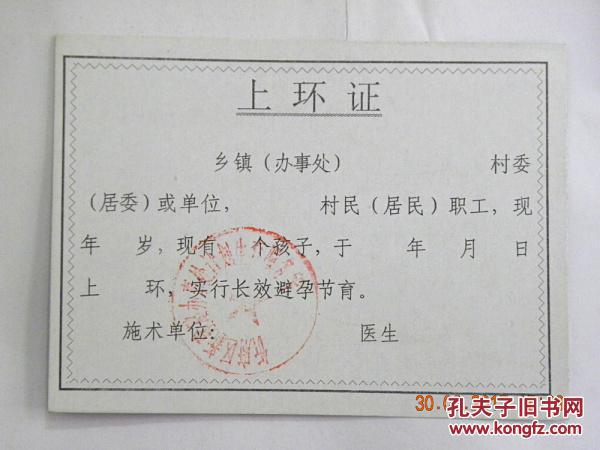 上环证
乡镇（办事处） 村委
（居委）或单位， 村民（居民）职工，现
年 岁，现有 个孩子，于 年 月 日
上 环，实行长效避孕节育。
施术单位： 医生
孔夫子旧书网
www.kongfz.com